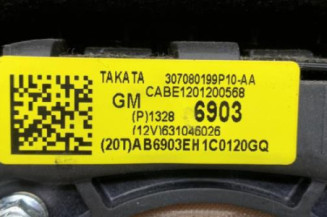 TAKATA 307080199P10-AA
CABE1201200568
GM (P)1328 6903
(12V)631046026
(20T)AB6903EH1C0120GQ